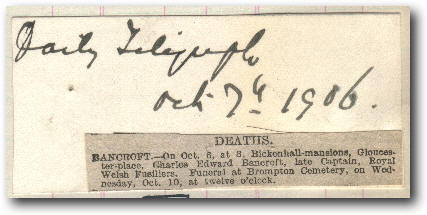 Daily Telegraph
Oct 7th 1906.
DEATHS.
BANCROFT.—On Oct. 6, at 8, Bickenhall-mansions, Glouces-
ter-place, Charles Edward Bancroft, late Captain, Royal
Welsh Fusiliers. Funeral at Brompton Cemetery, on Wed-
nesday, Oct. 10, at twelve o'clock.